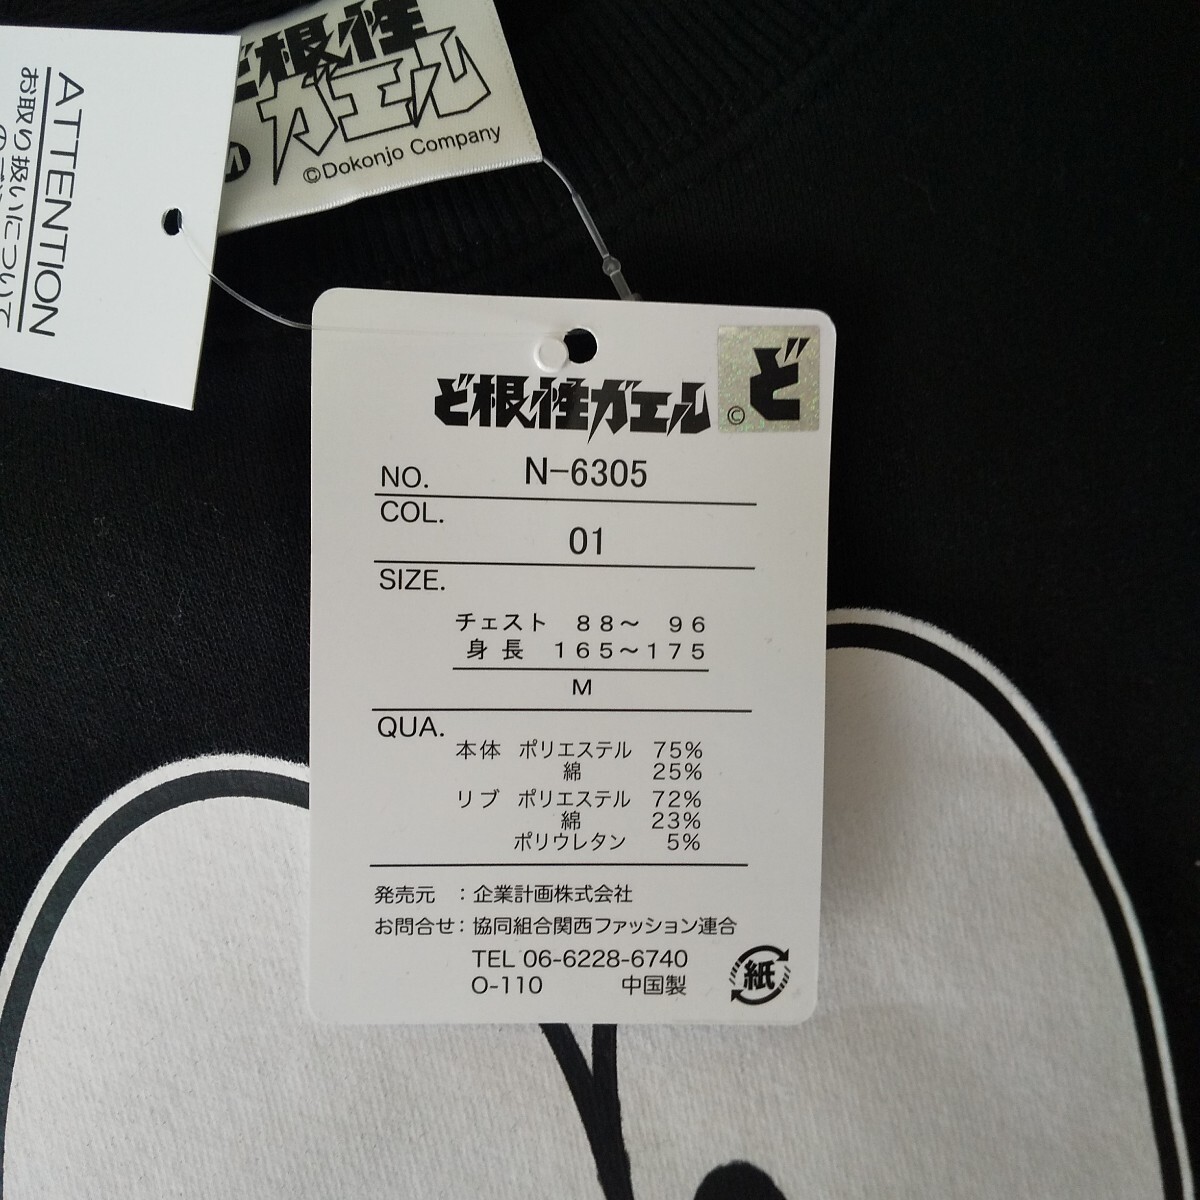 ど根性
ガエル
M
©Dokonjo Company
ATTENTION
お取り扱いについて
ど根性ガエル
© ど
NO. N-6305
COL.
01
SIZE.
チェスト 88～ 96
身長 165～175
M
QUA.
本体 ポリエステル 75%
綿 25%
リブ ポリエステル 72%
綿 23%
ポリウレタン 5%
発売元 ：企業計画株式会社
お問合せ：協同組合関西ファッション連合
TEL 06-6228-6740
O-110 中国製
紙